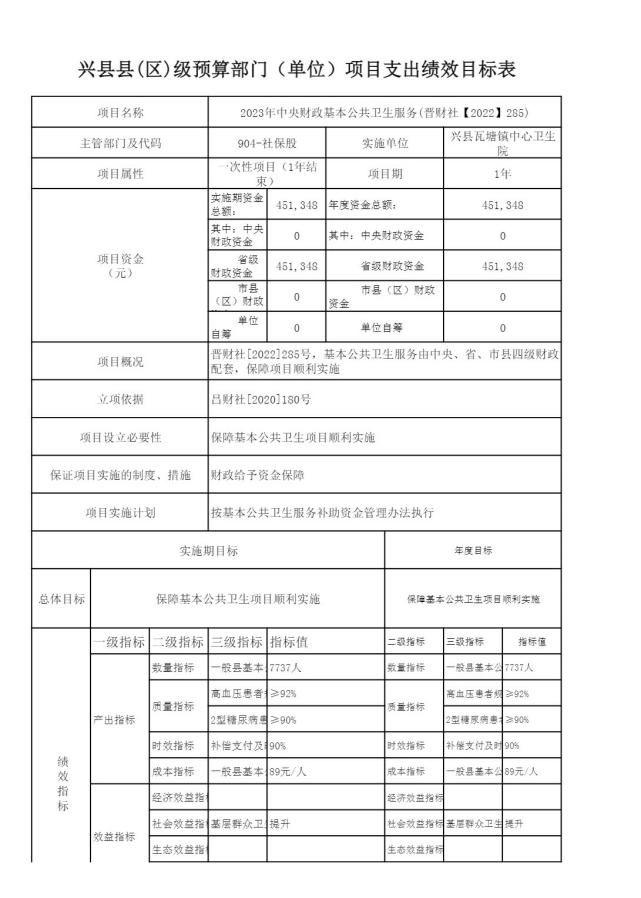 兴县县(区)级预算部门（单位）项目支出绩效目标表
项目名称 2023年中央财政基本公共卫生服务(晋财社【2022】285)
主管部门及代码 904-社保股 实施单位 兴县瓦塘镇中心卫生
院
项目属性 一次性项目（1年结
束） 项目期 1年
项目资金
（元）
实施期资金
总额： 451,348 年度资金总额： 451,348
其中：中央
财政资金 0 其中：中央财政资金 0
省级
财政资金 451,348 省级财政资金 451,348
市县
（区）财政 0 市县（区）财政
资金 0
单位
自筹 0 单位自筹 0
项目概况 晋财社[2022]285号，基本公共卫生服务由中央、省、市县四级财政
配套，保障项目顺利实施
立项依据 吕财社[2020]180号
项目设立必要性 保障基本公共卫生项目顺利实施
保证项目实施的制度、措施 财政给予资金保障
项目实施计划 按基本公共卫生服务补助资金管理办法执行
实施期目标 年度目标
总体目标 保障基本公共卫生项目顺利实施 保障基本公共卫生项目顺利实施
绩
效
指
标
一级指标 二级指标 三级指标 指标值 二级指标 三级指标 指标值
产出指标
数量指标 一般县基本 7737人 数量指标 一般县基本公 7737人
质量指标 高血压患者 ≥92% 质量指标 高血压患者规 ≥92%
2型糖尿病患 ≥90% 2型糖尿病患 ≥90%
时效指标 补偿支付及 90% 时效指标 补偿支付及时 90%
成本指标 一般县基本 89元/人 成本指标 一般县基本公 89元/人
效益指标
经济效益指 经济效益指标
社会效益指 基层群众卫 提升 社会效益指标 基层群众卫生 提升
生态效益指 生态效益指标